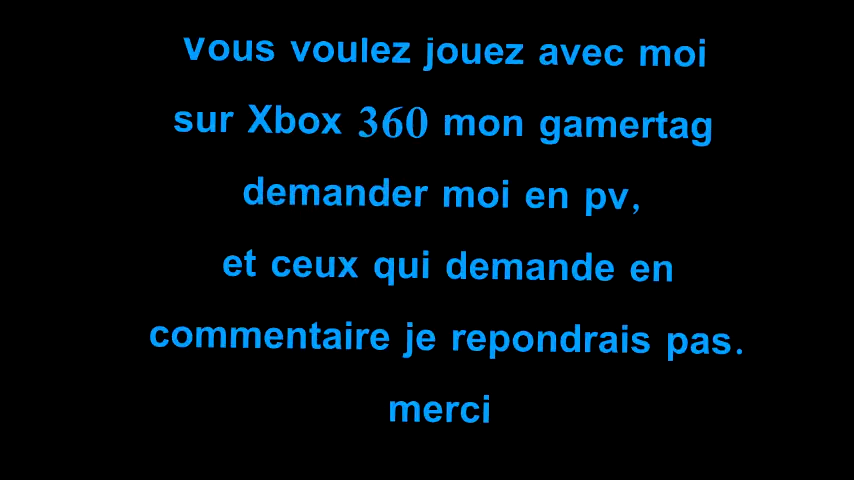 vous voulez jouez avec moi
sur Xbox 360 mon gamertag
demander moi en pv,
et ceux qui demande en
commentaire je repondrais pas.
merci